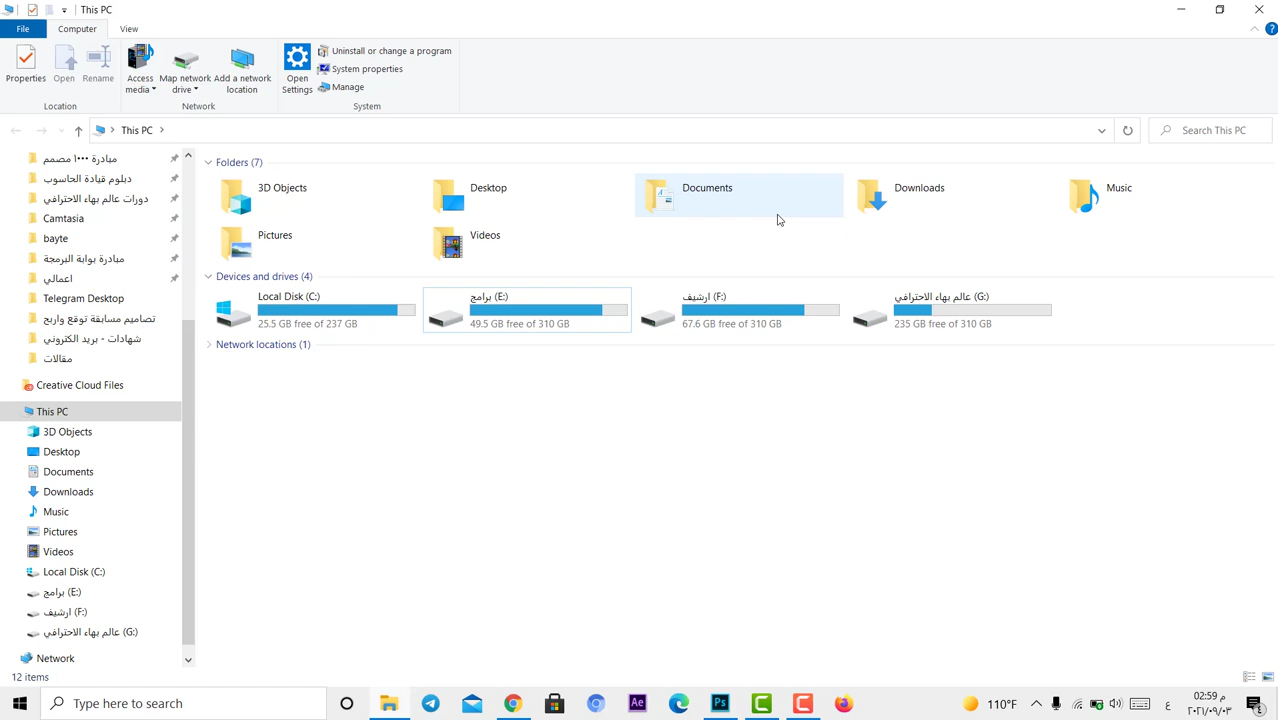 This PC
File
Computer
View
Properties
Open
Rename
Access media
Map network drive
Add a network location
Open Settings
Uninstall or change a program
System properties
Manage
Location
Network
System
This PC
Search This PC
مبادرة ١٠٠٠ مصمم
دبلوم قيادة الحاسوب
دورات عالم بهاء الاحترافي
Camtasia
bayte
مبادرة بوابة البرمجة
اعمالي
Telegram Desktop
تصاميم مسابقة توقع واربح
شهادات - بريد الكتروني
مقالات
Creative Cloud Files
This PC
3D Objects
Desktop
Documents
Downloads
Music
Pictures
Videos
Local Disk (C:)
برامج (E:)
ارشيف (F:)
عالم بهاء الاحترافي (G:)
Network
Folders (7)
3D Objects
Desktop
Documents
Downloads
Music
Pictures
Videos
Devices and drives (4)
Local Disk (C:)
25.5 GB free of 237 GB
برامج (E:)
49.5 GB free of 310 GB
ارشيف (F:)
67.6 GB free of 310 GB
عالم بهاء الاحترافي (G:)
235 GB free of 310 GB
Network locations (1)
12 items
Type here to search
Ae
Ps
110°F
ع
02:59 م
٢٠٢١/٠٩/٠٣